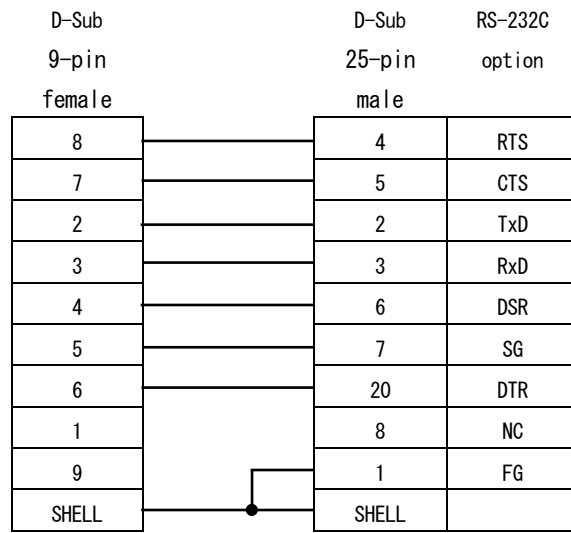 D-Sub D-Sub RS-232C
9-pin 25-pin option
female male
8 4 RTS
7 5 CTS
2 2 TxD
3 3 RxD
4 6 DSR
5 7 SG
6 20 DTR
1 8 NC
9 1 FG
SHELL SHELL